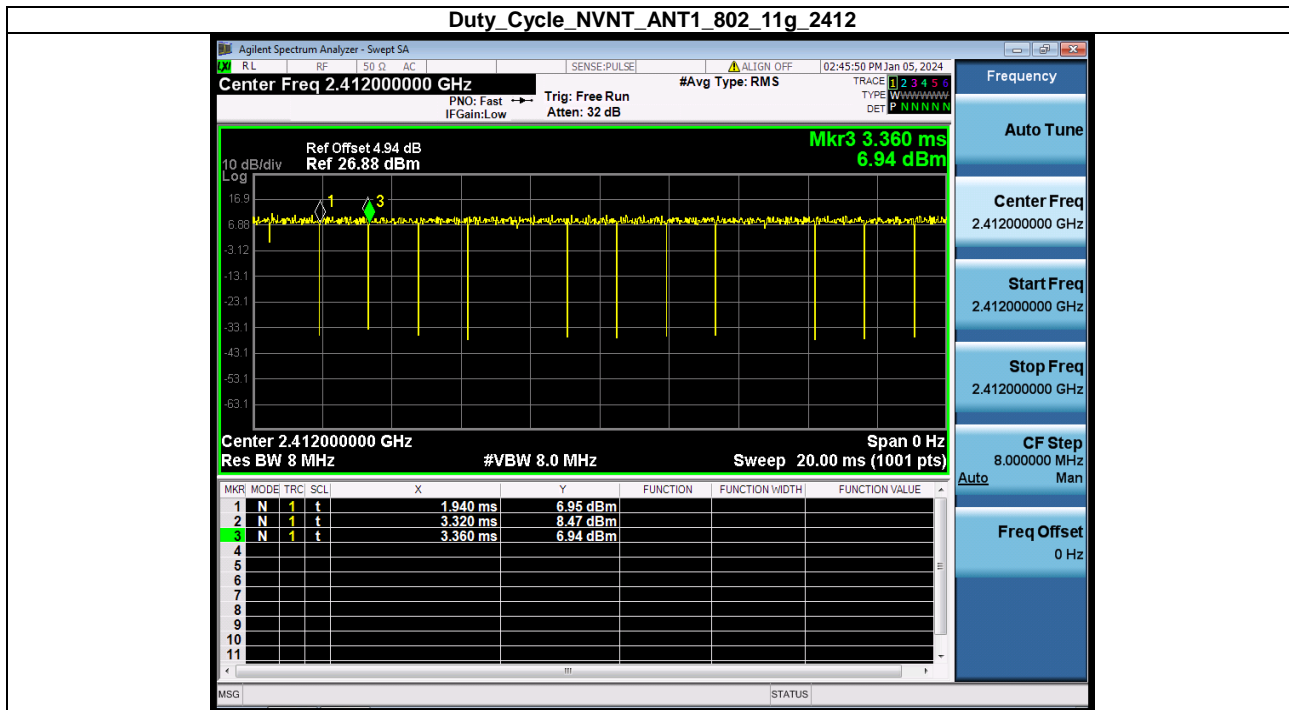 Duty_Cycle_NVNT_ANT1_802_11g_2412
Agilent Spectrum Analyzer - Swept SA
LXI RL RF 50 Ω AC SENSE:PULSE ALIGN OFF 02:45:50 PM Jan 05, 2024
Center Freq 2.412000000 GHz
#Avg Type: RMS
TRACE 1 2 3 4 5 6
TYPE WWWWWW
DET P N N N N N
PNO: Fast
IFGain:Low
Trig: Free Run
Atten: 32 dB
Mkr3 3.360 ms
6.94 dBm
Ref Offset 4.94 dB
10 dB/div Ref 26.88 dBm
Log
16.9
6.88
-3.12
-13.1
-23.1
-33.1
-43.1
-53.1
-63.1
1
3
Center 2.412000000 GHz Span 0 Hz
Res BW 8 MHz #VBW 8.0 MHz Sweep 20.00 ms (1001 pts)
MKR MODE TRC SCL X Y FUNCTION FUNCTION WIDTH FUNCTION VALUE
1 N 1 t 1.940 ms 6.95 dBm
2 N 1 t 3.320 ms 8.47 dBm
3 N 1 t 3.360 ms 6.94 dBm
4
5
6
7
8
9
10
11
MSG STATUS
Frequency
Auto Tune
Center Freq
2.412000000 GHz
Start Freq
2.412000000 GHz
Stop Freq
2.412000000 GHz
CF Step
8.000000 MHz
Auto Man
Freq Offset
0 Hz